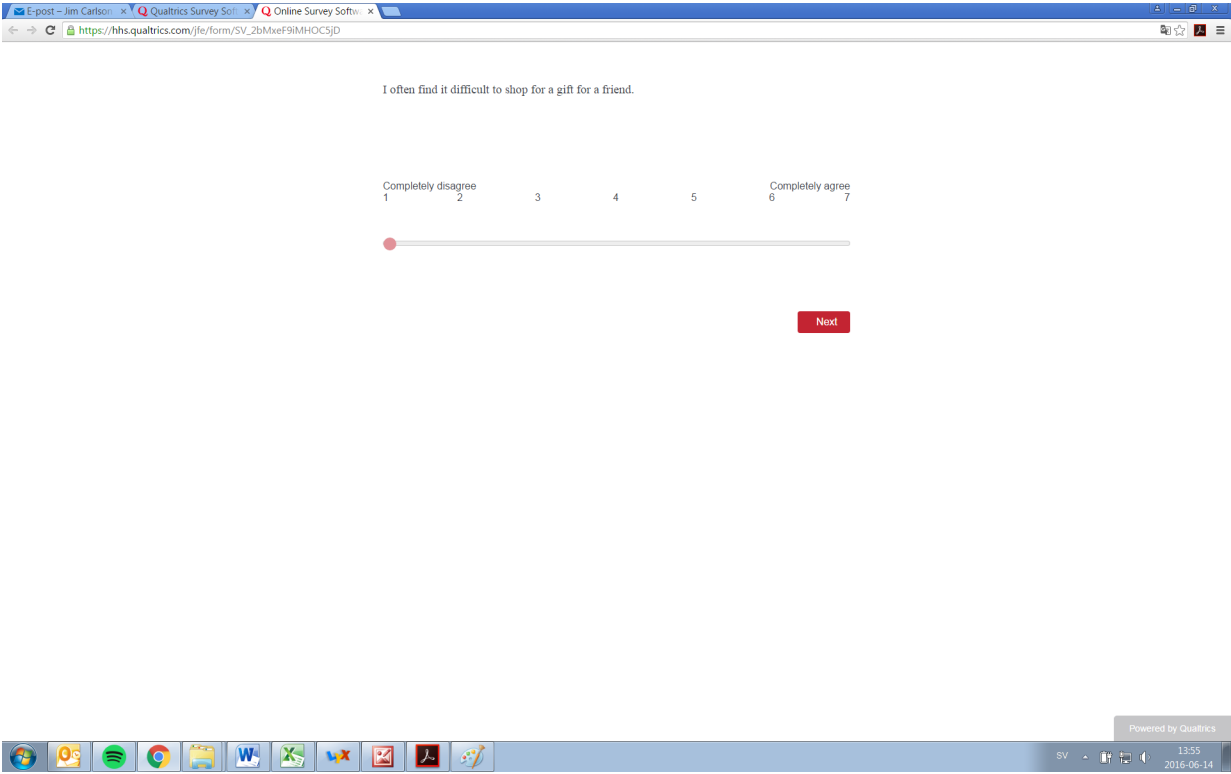 E-post – Jim Carlson
Qualtrics Survey Soft
Online Survey Softwa
https://hhs.qualtrics.com/jfe/form/SV_2bMxeF9iMHOC5jD
I often find it difficult to shop for a gift for a friend.
Completely disagree Completely agree
1 2 3 4 5 6 7
Next
Powered by Qualtrics
SV
13:55
2016-06-14